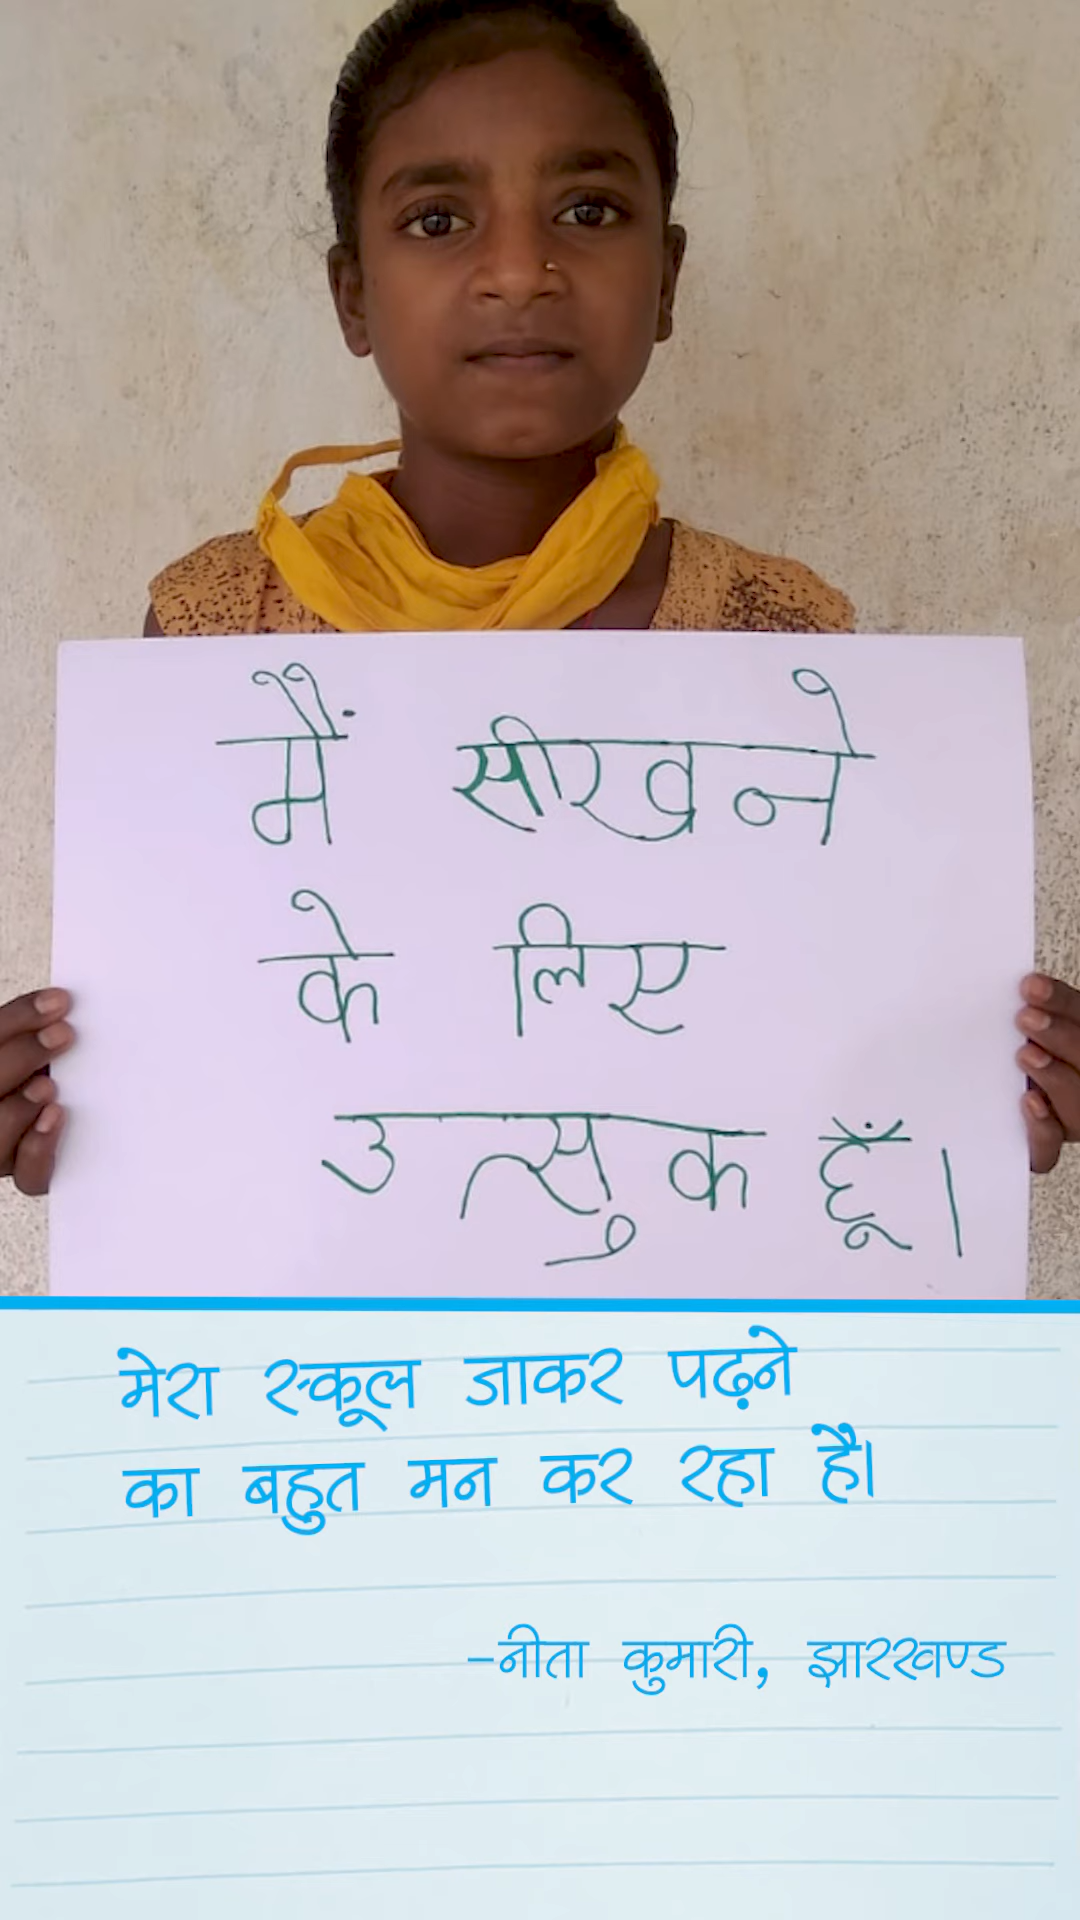 मैं सीखने
के लिए
उत्सुक हूँ।
मेरा स्कूल जाकर पढ़ने
का बहुत मन कर रहा है।
-नीता कुमारी, झारखण्ड